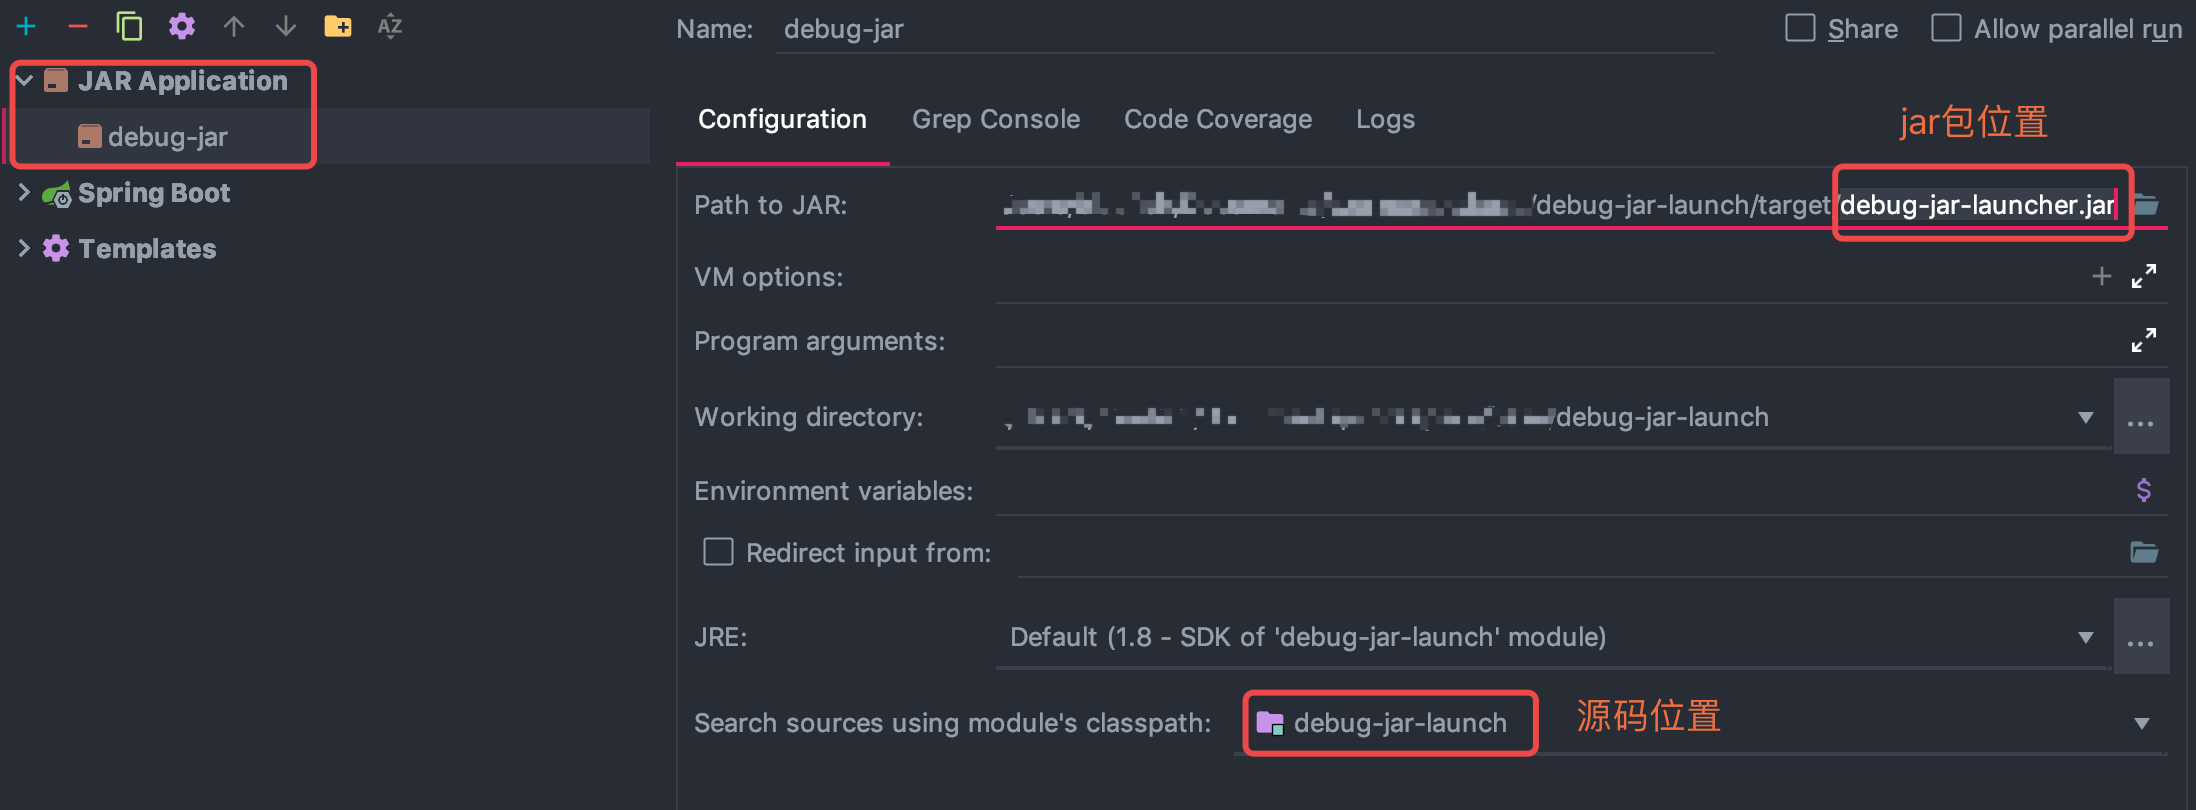 AZ
JAR Application
debug-jar
Spring Boot
Templates
Name: debug-jar
Share
Allow parallel run
Configuration
Grep Console
Code Coverage
Logs
jar包位置
Path to JAR: /debug-jar-launch/target/debug-jar-launcher.jar
VM options:
Program arguments:
Working directory: /debug-jar-launch
Environment variables:
$
Redirect input from:
JRE: Default (1.8 - SDK of 'debug-jar-launch' module)
Search sources using module's classpath: debug-jar-launch
源码位置